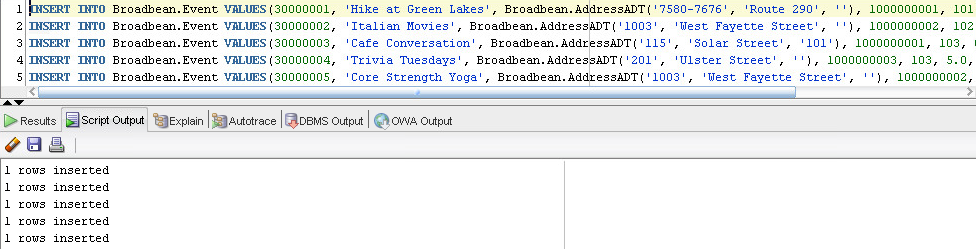 1 INSERT INTO Broadbean.Event VALUES(30000001, 'Hike at Green Lakes', Broadbean.AddressADT('7580-7676', 'Route 290', ''), 1000000001, 101
2 INSERT INTO Broadbean.Event VALUES(30000002, 'Italian Movies', Broadbean.AddressADT('1003', 'West Fayette Street', ''), 1000000002, 102
3 INSERT INTO Broadbean.Event VALUES(30000003, 'Cafe Conversation', Broadbean.AddressADT('115', 'Solar Street', '101'), 1000000001, 103,
4 INSERT INTO Broadbean.Event VALUES(30000004, 'Trivia Tuesdays', Broadbean.AddressADT('201', 'Ulster Street', ''), 1000000003, 103, 5.0,
5 INSERT INTO Broadbean.Event VALUES(30000005, 'Core Strength Yoga', Broadbean.AddressADT('1003', 'West Fayette Street', ''), 1000000002,
Results Script Output Explain Autotrace DBMS Output OWA Output
1 rows inserted
1 rows inserted
1 rows inserted
1 rows inserted
1 rows inserted